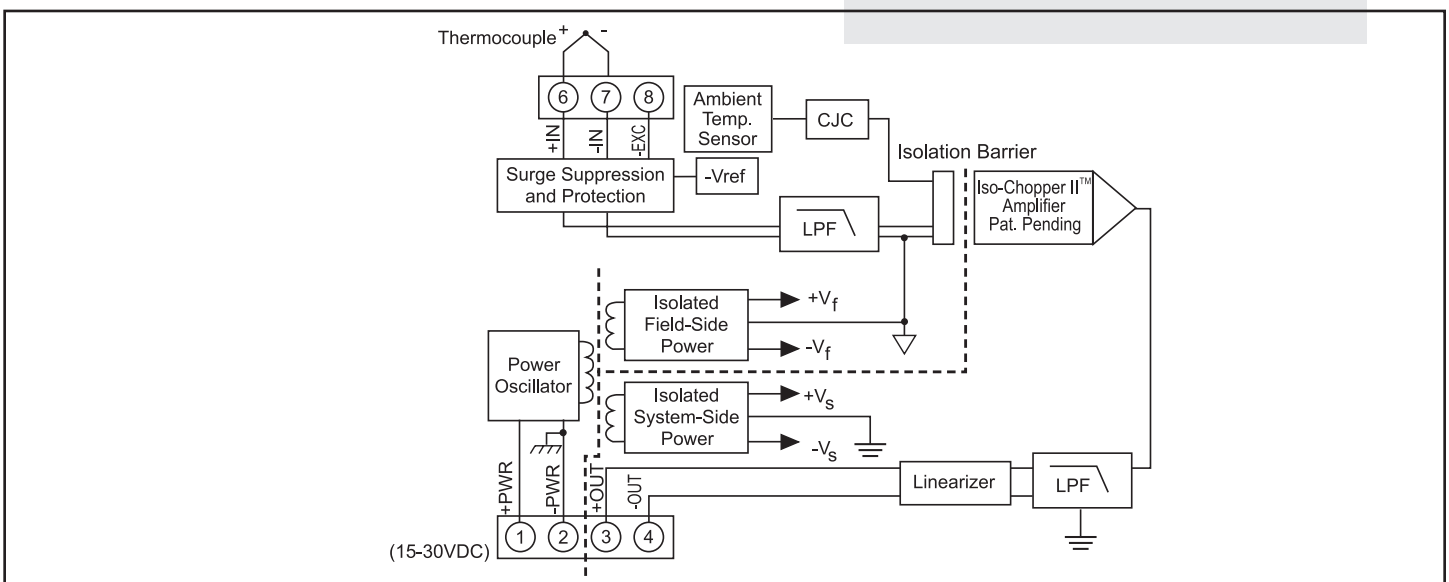 Thermocouple + -
6 7 8
+IN
-IN
-EXC
Ambient
Temp.
Sensor
CJC
Isolation Barrier
Surge Suppression
and Protection
-Vref
LPF
Iso-Chopper II™
Amplifier
Pat. Pending
Isolated
Field-Side
Power
+Vf
-Vf
Power
Oscillator
Isolated
System-Side
Power
+Vs
-Vs
+PWR
-PWR
+OUT
-OUT
Linearizer
LPF
(15-30VDC)
1 2 3 4